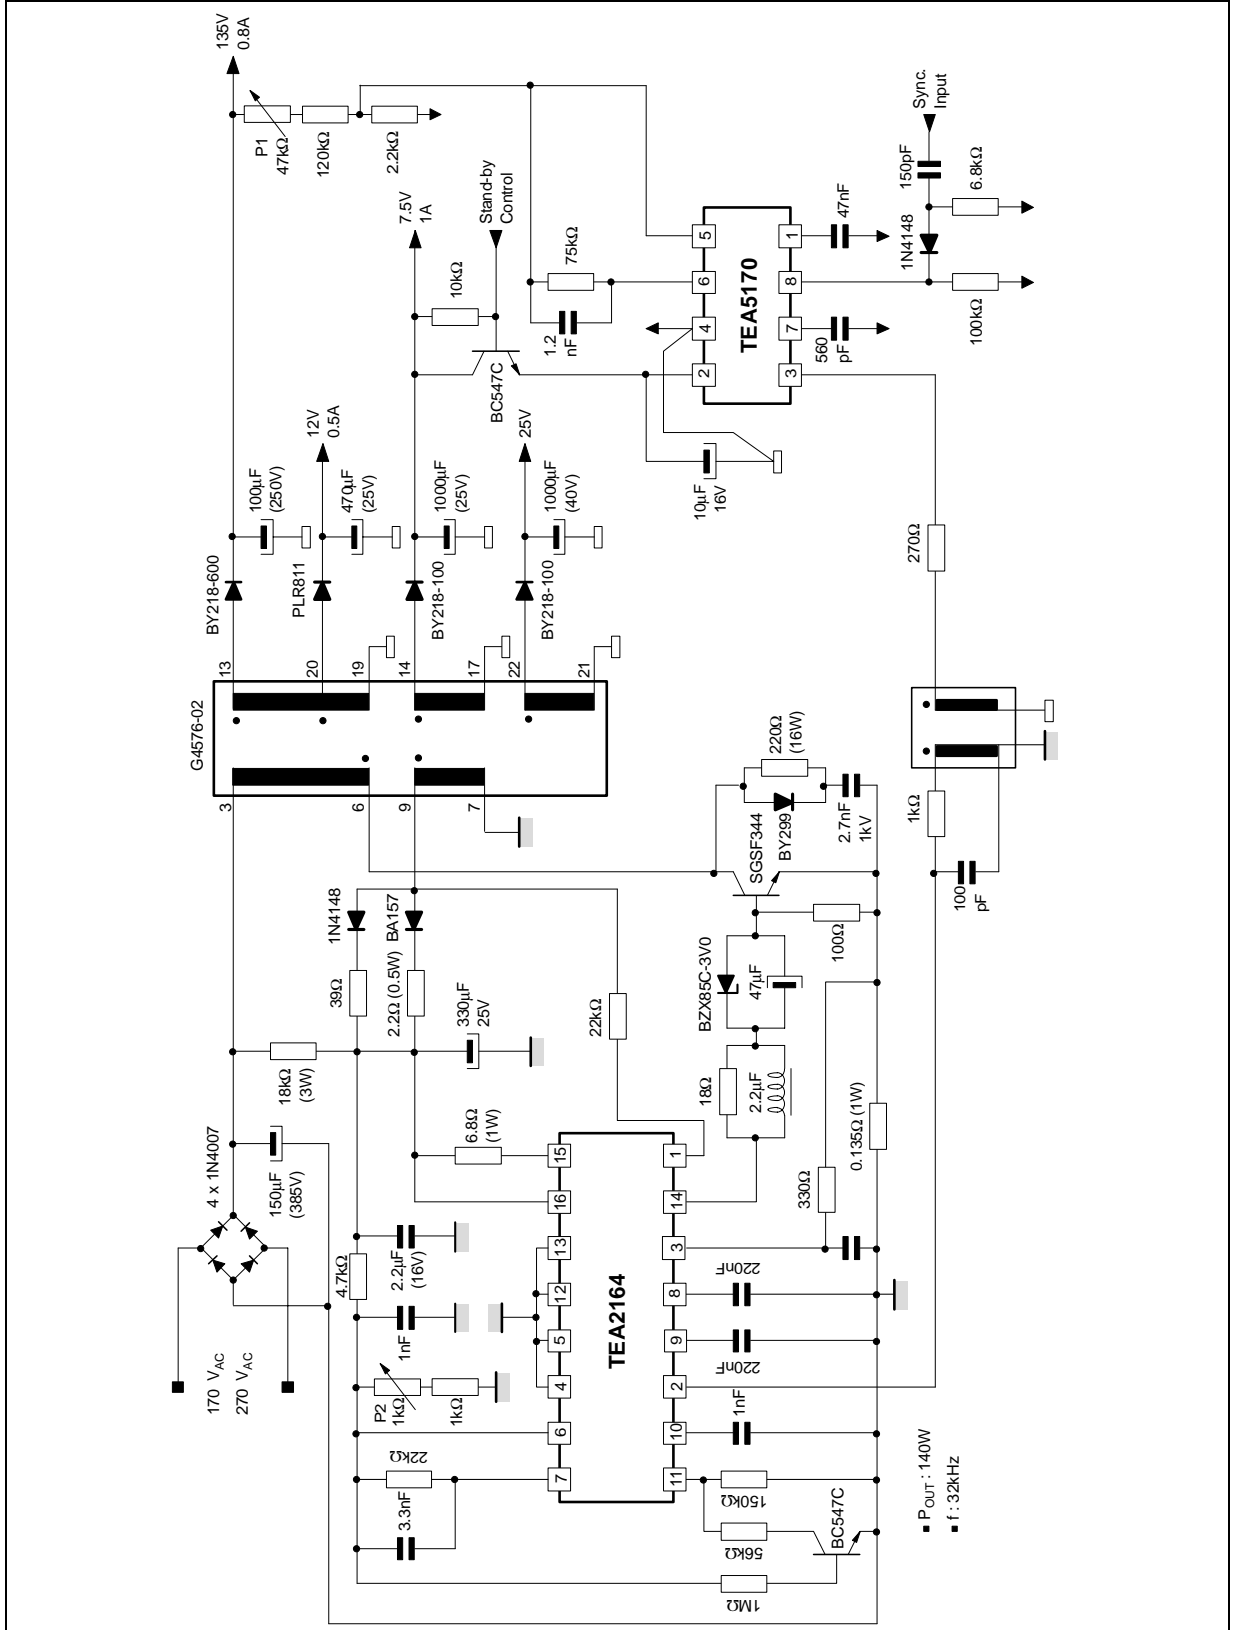 135V
0.8A
P1
47kΩ
120kΩ
2.2kΩ
7.5V
1A
Stand-by
Control
10kΩ
BC547C
75kΩ
1.2
nF
Sync.
Input
150pF
6.8kΩ
47nF
1N4148
100kΩ
5
6
4
2
TEA5170
1
8
7
3
560
pF
10µF
16V
270Ω
12V
0.5A
25V
100µF
(250V)
470µF
(25V)
1000µF
(25V)
1000µF
(40V)
BY218-600
PLR811
BY218-100
BY218-100
G4576-02
13
20
19
14
17
22
21
3
6
9
7
220Ω
(16W)
SGSF344
BY299
2.7nF
1kV
1kΩ
100
pF
1N4148
BA157
39Ω
2.2Ω (0.5W)
330µF
25V
22kΩ
BZX85C-3V0
47µF
100Ω
18kΩ
(3W)
18Ω
2.2µF
4 x 1N4007
150µF
(385V)
6.8Ω
(1W)
0.135Ω (1W)
330Ω
170 VAC
270 VAC
4.7kΩ
2.2µF
(16V)
1nF
P2
1kΩ
1kΩ
22kΩ
3.3nF
15
16
13
12
5
4
6
7
TEA2164
1
14
3
8
9
2
10
11
220nF
220nF
1nF
150kΩ
56kΩ
BC547C
1MΩ
▪ POUT : 140W
▪ f : 32kHz